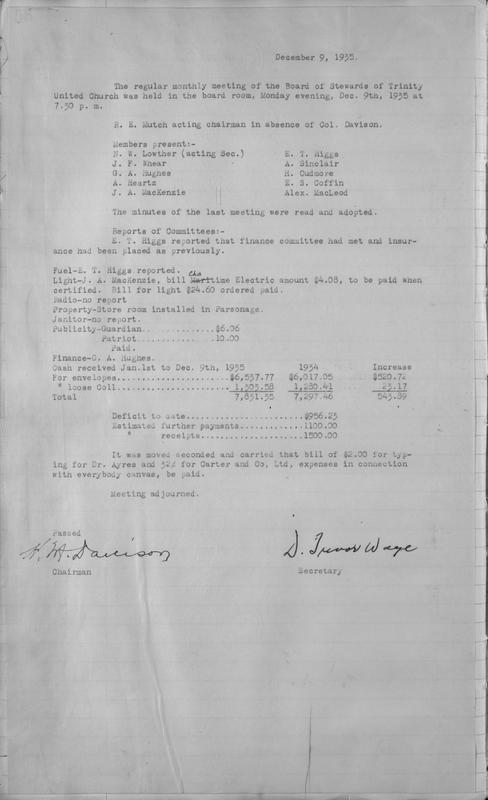 December 9, 1935.
The regular monthly meeting of the Board of Stewards of Trinity
United Church was held in the board room, Monday evening, Dec. 9th, 1935 at
7.30 p. m.
R. E. Mutch acting chairman in absence of Col. Davison.
Members present:-
N. W. Lowther (acting Sec.) E. T. Higgs
J. F. Whear A. Sinclair
G. A. Hughes H. Cudmore
A. Heartz E. S. Coffin
J. A. MacKenzie Alex. MacLeod
The minutes of the last meeting were read and adopted.
Reports of Committees:-
E. T. Higgs reported that finance committee had met and insur-
ance had been placed as previously.
Fuel-E. T. Higgs reported.
Light-J. A. MacKenzie, bill Maritime Electric amount $4.08, to be paid when
certified. Bill for light $24.60 ordered paid.
Radio-no report
Property-Store room installed in Parsonage.
Janitor-no report.
Publicity-Guardian.. ............$6.06
Patriot...............10.00
Paid.
Finance-G. A. Hughes.
Cash received Jan.1st to Dec. 9th, 1935 1934 Increase
For envelopes.....................$6,537.77 $6,017.05 $520.72
" loose Coll..................... 1,303.58 1,280.41 23.17
Total 7,831.35 7,297.46 543.89
Deficit to date.....................$956.23
Estimated further payments............1100.00
" receipts...................1500.00
It was moved seconded and carried that bill of $2.00 for typ-
ing for Dr. Ayres and 52¢ for Carter and Co, Ltd, expenses in connection
with everybody canvas, be paid.
Meeting adjourned.
Passed
Chairman Secretary